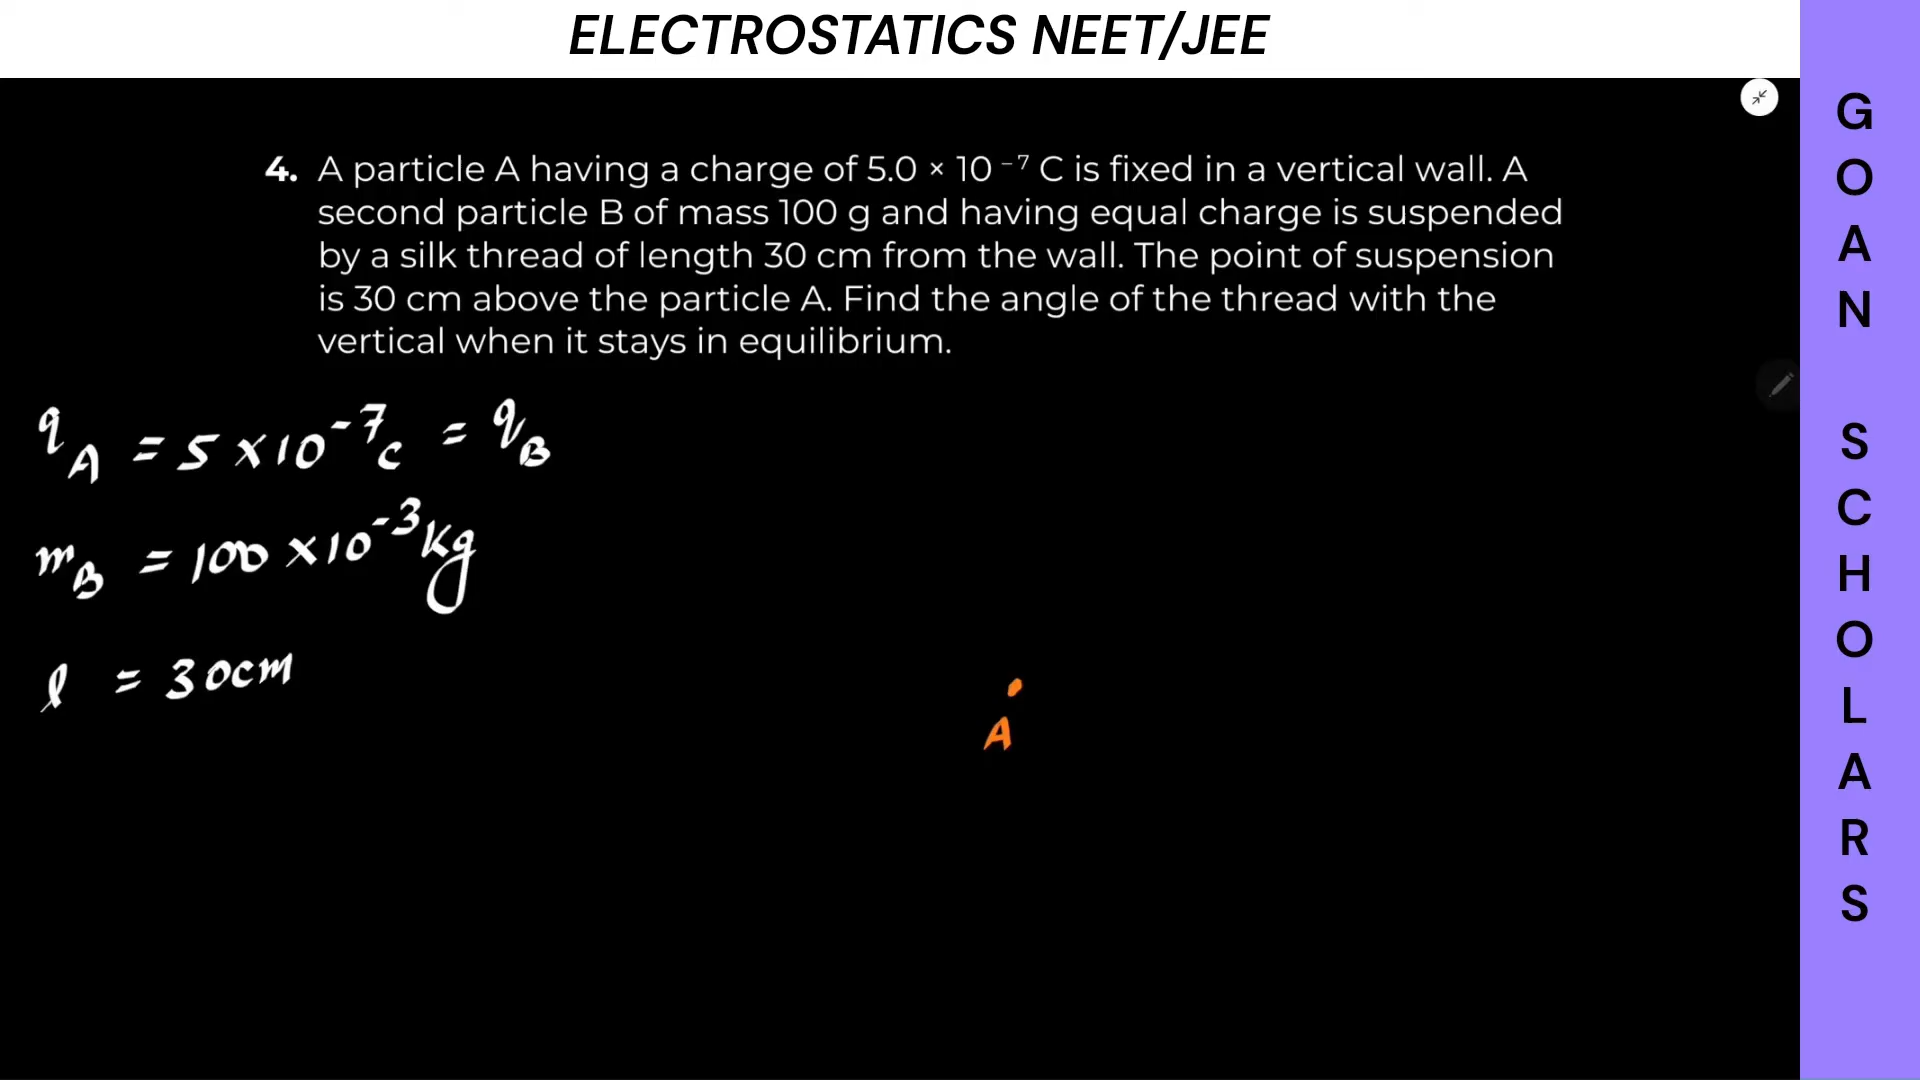 ELECTROSTATICS NEET/JEE
4. A particle A having a charge of 5.0 × 10⁻⁷ C is fixed in a vertical wall. A
second particle B of mass 100 g and having equal charge is suspended
by a silk thread of length 30 cm from the wall. The point of suspension
is 30 cm above the particle A. Find the angle of the thread with the
vertical when it stays in equilibrium.
q_A = 5 × 10⁻⁷ C = q_B
m_B = 100 × 10⁻³ kg
l = 30cm
A
GOAN SCHOLARS